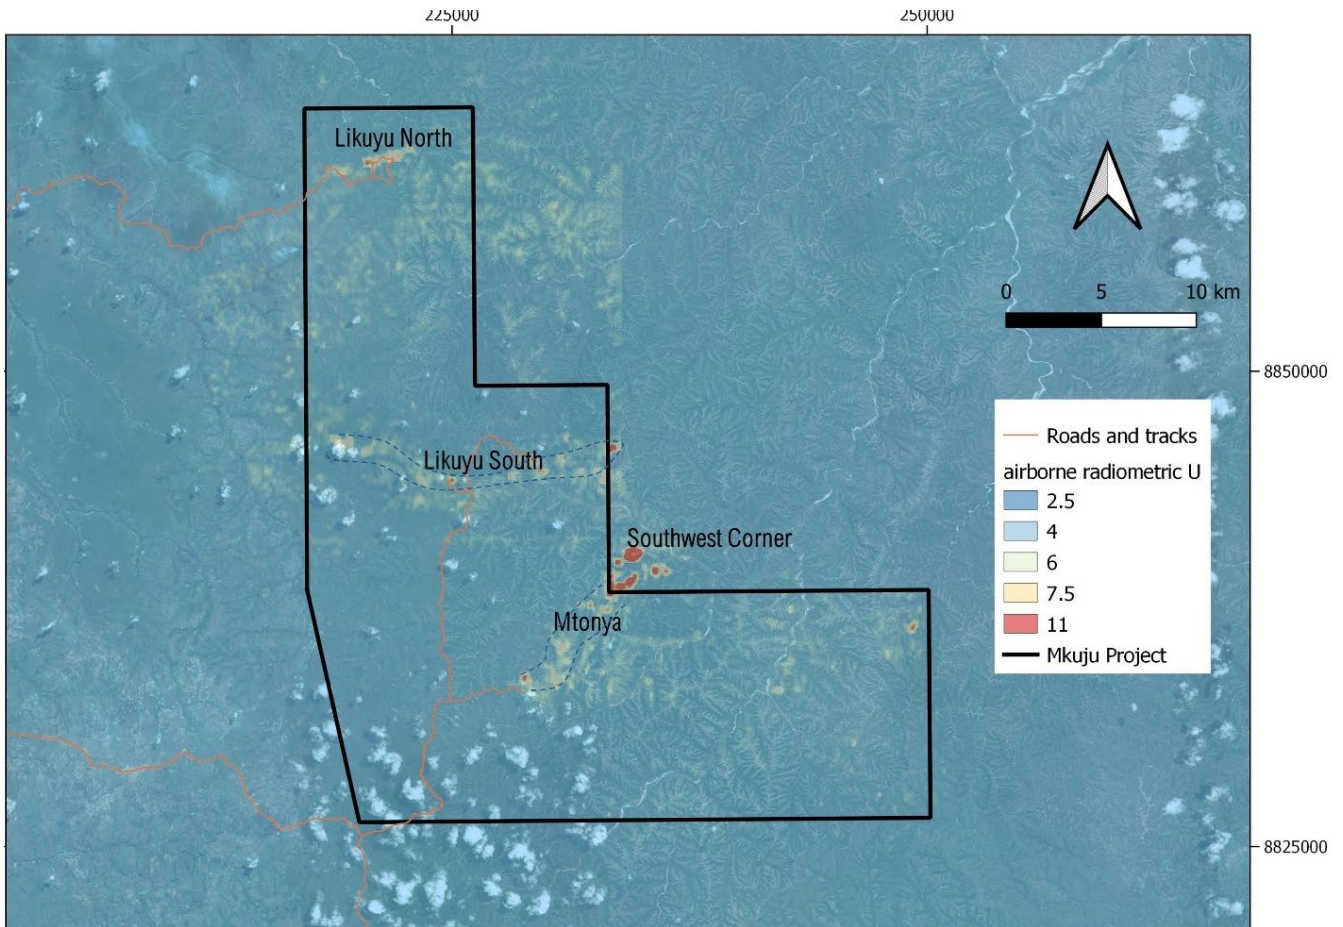 225000
250000
Likuyu North
0
5
10 km
8850000
Roads and tracks
Likuyu South
airborne radiometric U
2.5
4
Southwest Corner
6
7.5
Mtonya
11
Mkuju Project
8825000